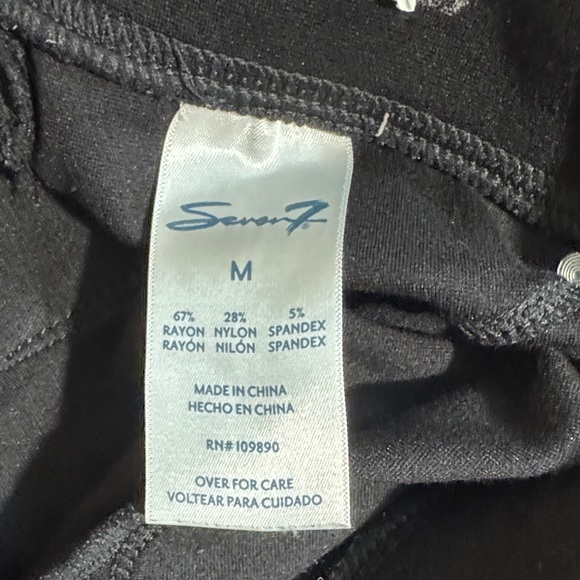 Seven7®
M
67% 28% 5%
RAYON NYLON SPANDEX
RAYÓN NILÓN SPANDEX
MADE IN CHINA
HECHO EN CHINA
RN#109890
OVER FOR CARE
VOLTEAR PARA CUIDADO